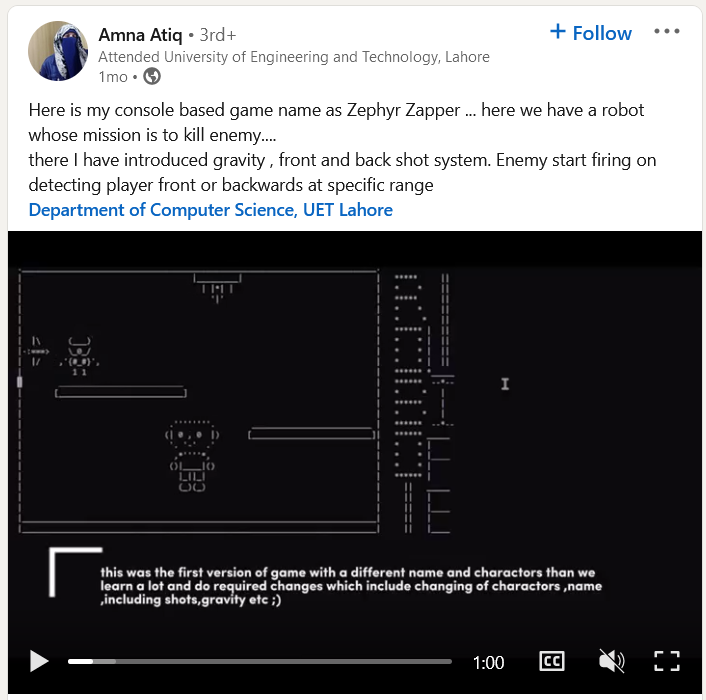 Amna Atiq • 3rd+
+ Follow
Attended University of Engineering and Technology, Lahore
1mo •
Here is my console based game name as Zephyr Zapper ... here we have a robot
whose mission is to kill enemy....
there I have introduced gravity , front and back shot system. Enemy start firing on
detecting player front or backwards at specific range
Department of Computer Science, UET Lahore
this was the first version of game with a different name and charactors than we
learn a lot and do required changes which include changing of charactors ,name
,including shots,gravity etc ;)
1:00
CC